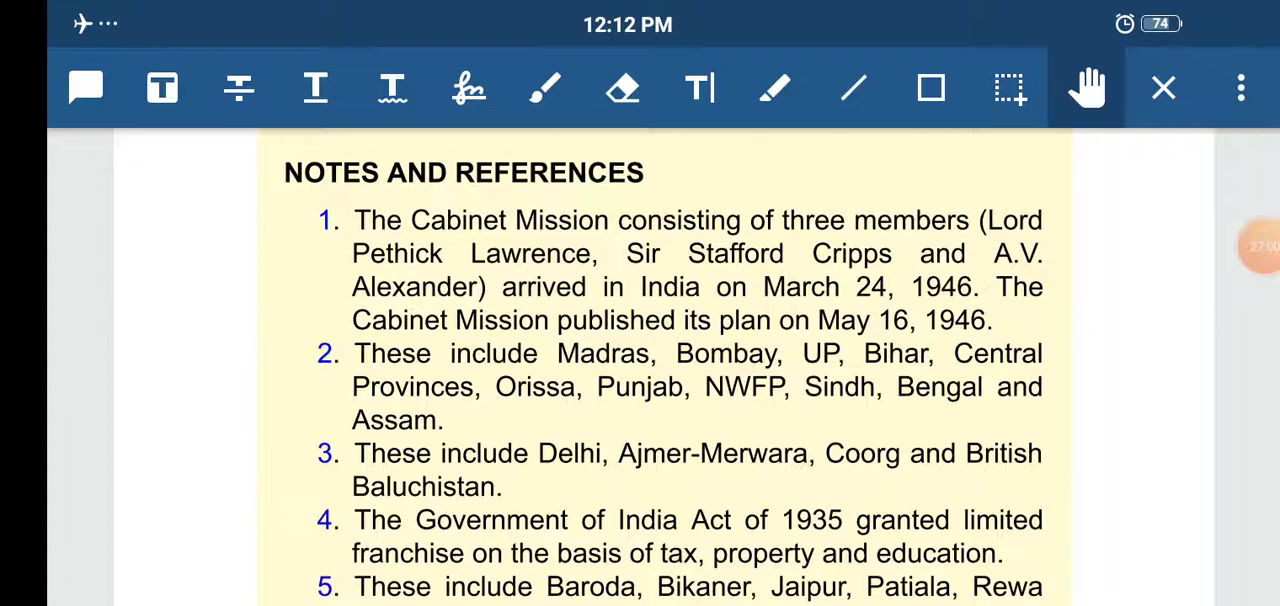 12:12 PM
74
27:00
NOTES AND REFERENCES
1. The Cabinet Mission consisting of three members (Lord
Pethick Lawrence, Sir Stafford Cripps and A.V.
Alexander) arrived in India on March 24, 1946. The
Cabinet Mission published its plan on May 16, 1946.
2. These include Madras, Bombay, UP, Bihar, Central
Provinces, Orissa, Punjab, NWFP, Sindh, Bengal and
Assam.
3. These include Delhi, Ajmer-Merwara, Coorg and British
Baluchistan.
4. The Government of India Act of 1935 granted limited
franchise on the basis of tax, property and education.
5. These include Baroda, Bikaner, Jaipur, Patiala, Rewa